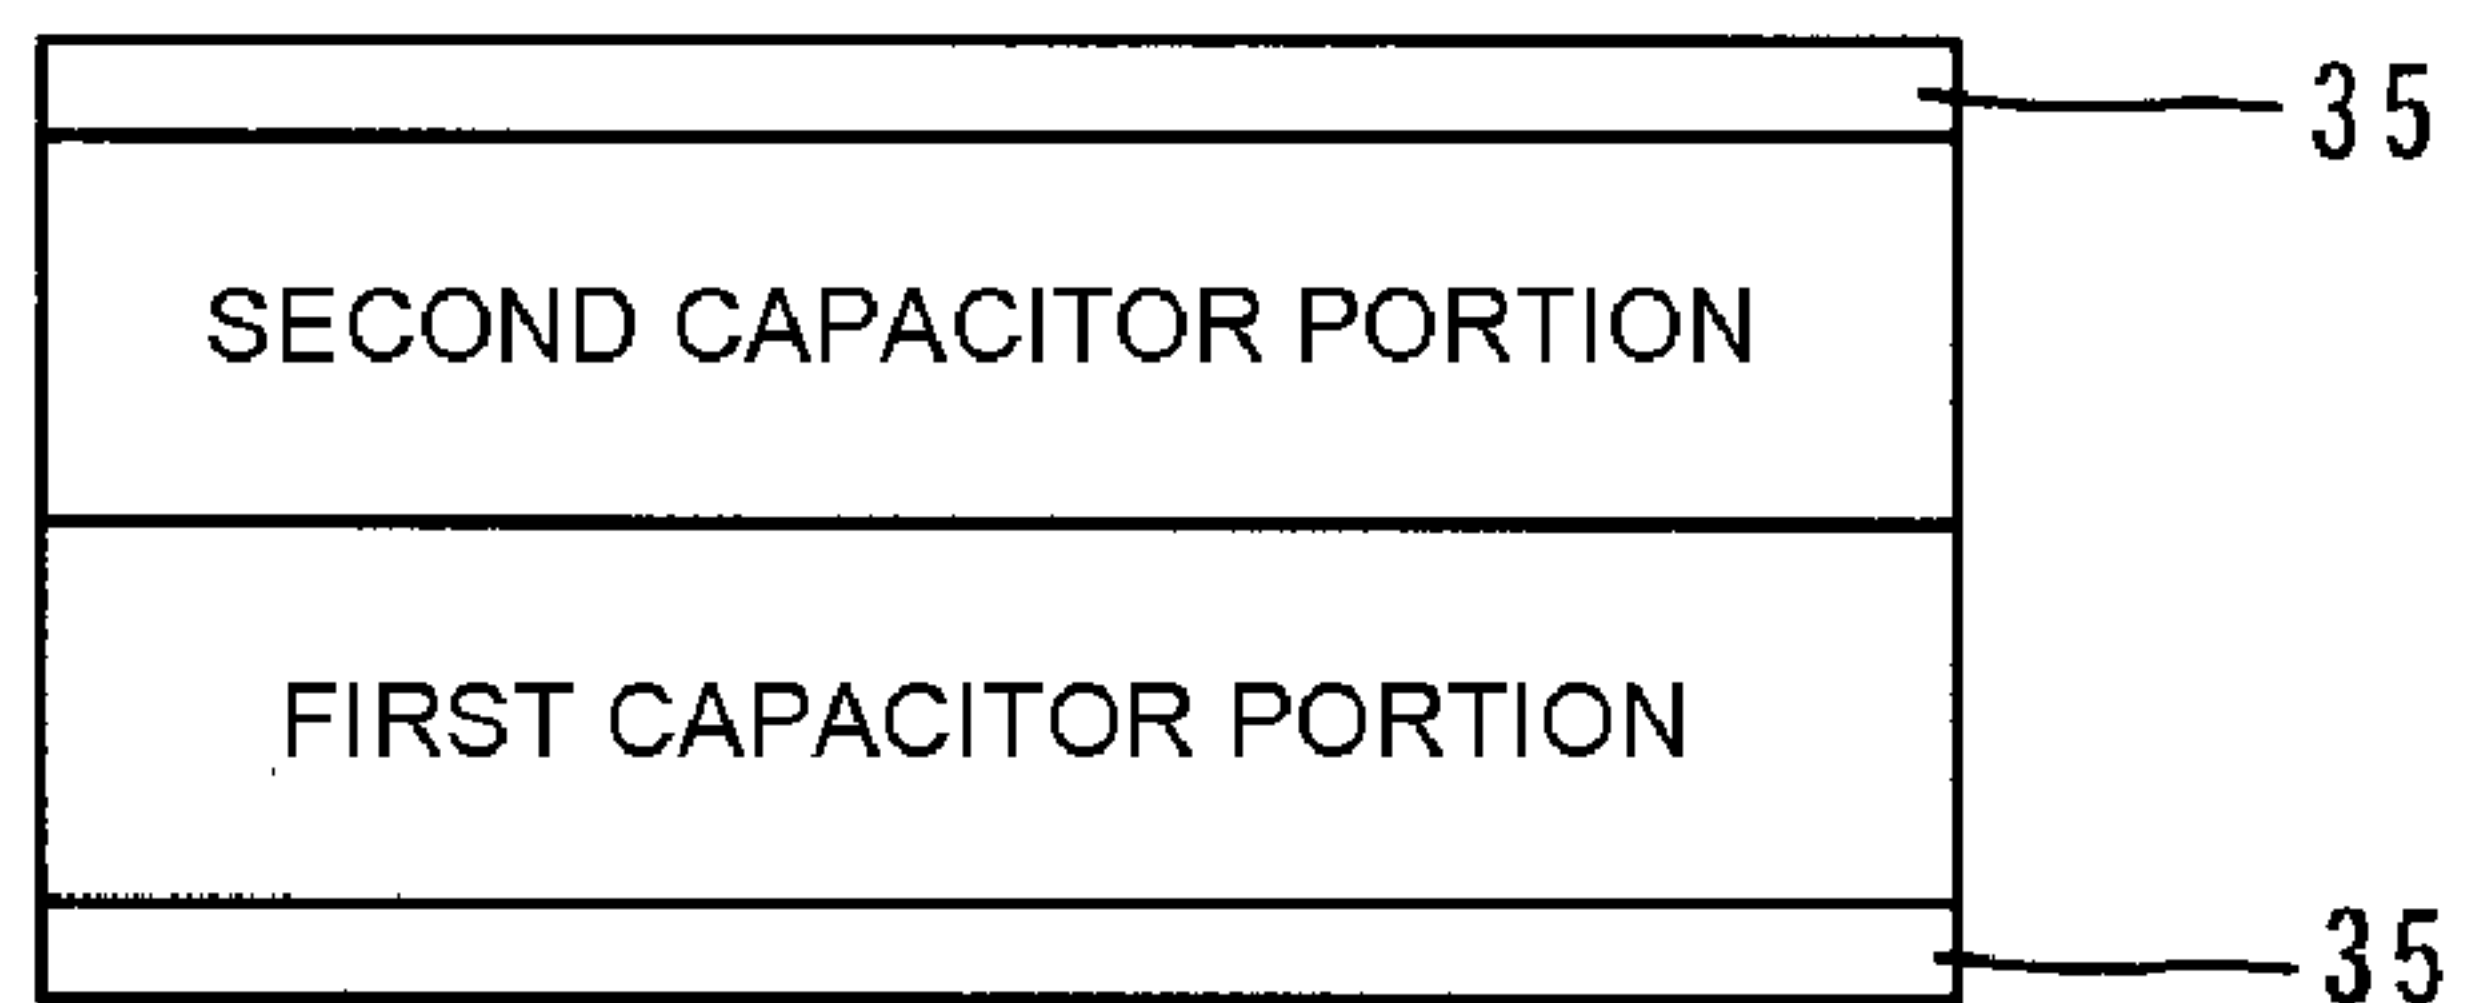 35
SECOND CAPACITOR PORTION
FIRST CAPACITOR PORTION
35